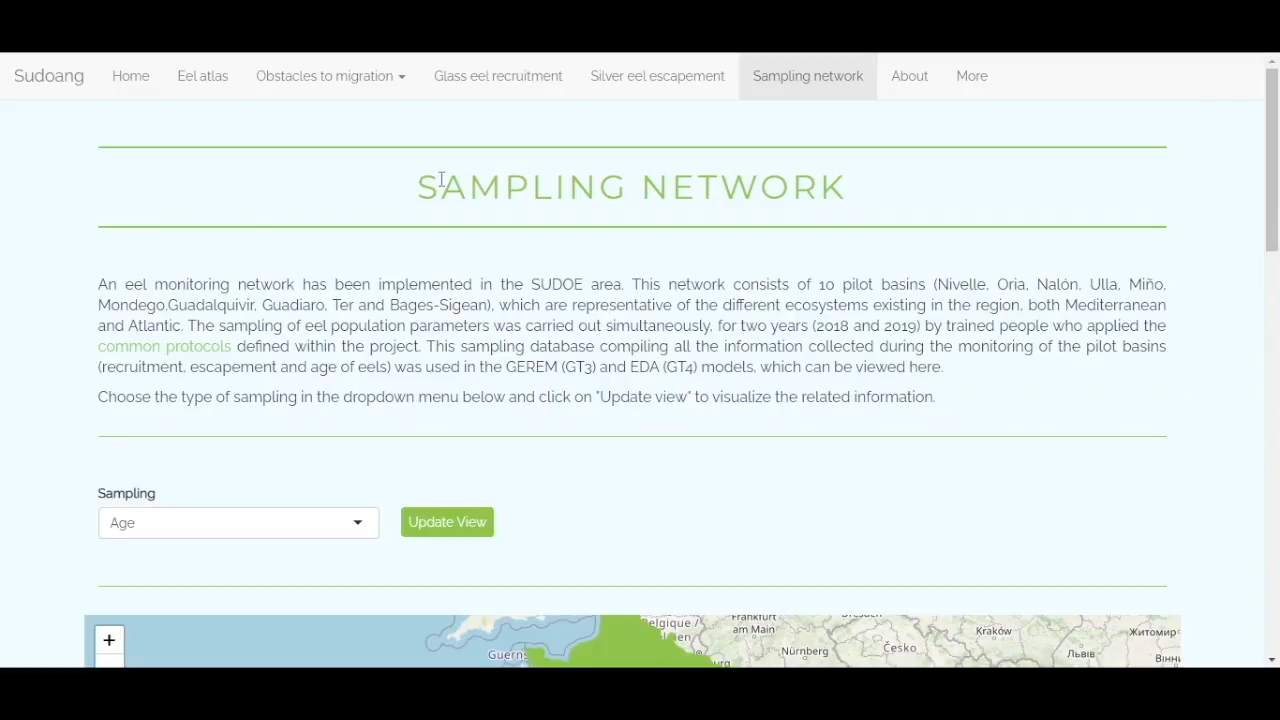 Sudoang Home Eel atlas Obstacles to migration Glass eel recruitment Silver eel escapement Sampling network About More
SAMPLING NETWORK
An eel monitoring network has been implemented in the SUDOE area. This network consists of 10 pilot basins (Nivelle, Oria, Nalón, Ulla, Miño,
Mondego,Guadalquivir, Guadiaro, Ter and Bages-Sigean), which are representative of the different ecosystems existing in the region, both Mediterranean
and Atlantic. The sampling of eel population parameters was carried out simultaneously, for two years (2018 and 2019) by trained people who applied the
common protocols defined within the project. This sampling database compiling all the information collected during the monitoring of the pilot basins
(recruitment, escapement and age of eels) was used in the GEREM (GT3) and EDA (GT4) models, which can be viewed here.
Choose the type of sampling in the dropdown menu below and click on "Update view" to visualize the related information.
Sampling
Age Update View
+
Belgique /
Frankfurt
am Main
Nürnberg
Česko
Kraków
Львів
Житомир